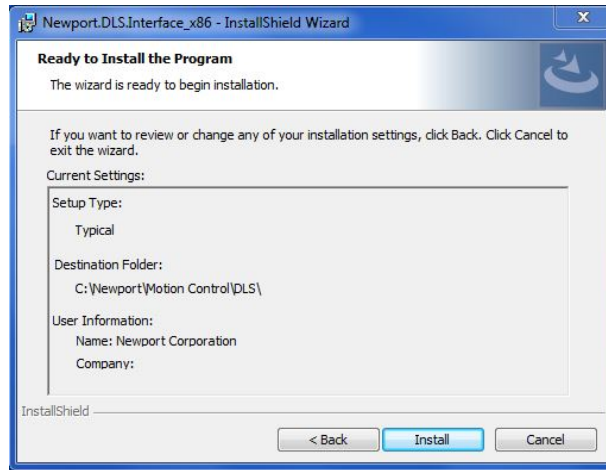 Newport.DLS.Interface_x86 - InstallShield Wizard
Ready to Install the Program
The wizard is ready to begin installation.
If you want to review or change any of your installation settings, click Back. Click Cancel to
exit the wizard.
Current Settings:
Setup Type:
Typical
Destination Folder:
C:\Newport\Motion Control\DLS\
User Information:
Name: Newport Corporation
Company:
InstallShield
< Back Install Cancel